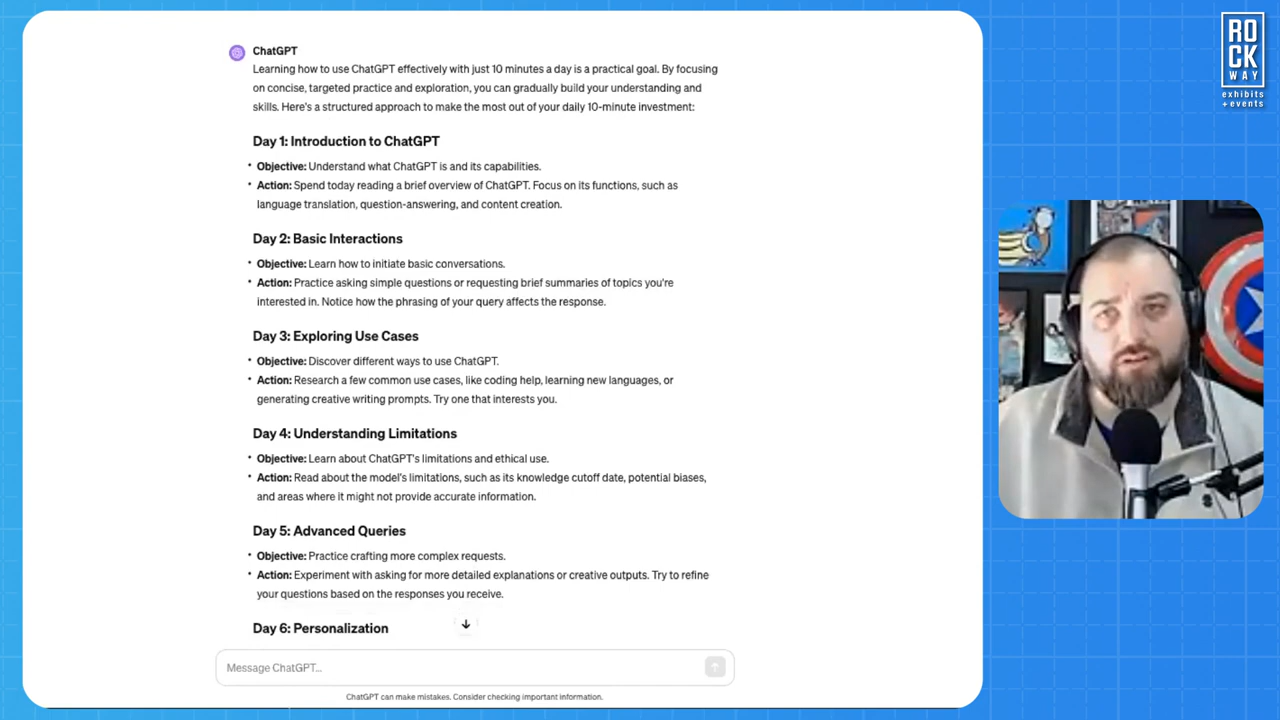 ChatGPT
Learning how to use ChatGPT effectively with just 10 minutes a day is a practical goal. By focusing
on concise, targeted practice and exploration, you can gradually build your understanding and
skills. Here's a structured approach to make the most out of your daily 10-minute investment:
Day 1: Introduction to ChatGPT
• Objective: Understand what ChatGPT is and its capabilities.
• Action: Spend today reading a brief overview of ChatGPT. Focus on its functions, such as
language translation, question-answering, and content creation.
Day 2: Basic Interactions
• Objective: Learn how to initiate basic conversations.
• Action: Practice asking simple questions or requesting brief summaries of topics you're
interested in. Notice how the phrasing of your query affects the response.
Day 3: Exploring Use Cases
• Objective: Discover different ways to use ChatGPT.
• Action: Research a few common use cases, like coding help, learning new languages, or
generating creative writing prompts. Try one that interests you.
Day 4: Understanding Limitations
• Objective: Learn about ChatGPT's limitations and ethical use.
• Action: Read about the model's limitations, such as its knowledge cutoff date, potential biases,
and areas where it might not provide accurate information.
Day 5: Advanced Queries
• Objective: Practice crafting more complex requests.
• Action: Experiment with asking for more detailed explanations or creative outputs. Try to refine
your questions based on the responses you receive.
Day 6: Personalization
Message ChatGPT...
ChatGPT can make mistakes. Consider checking important information.
RO
CK
WAY
exhibits
+events